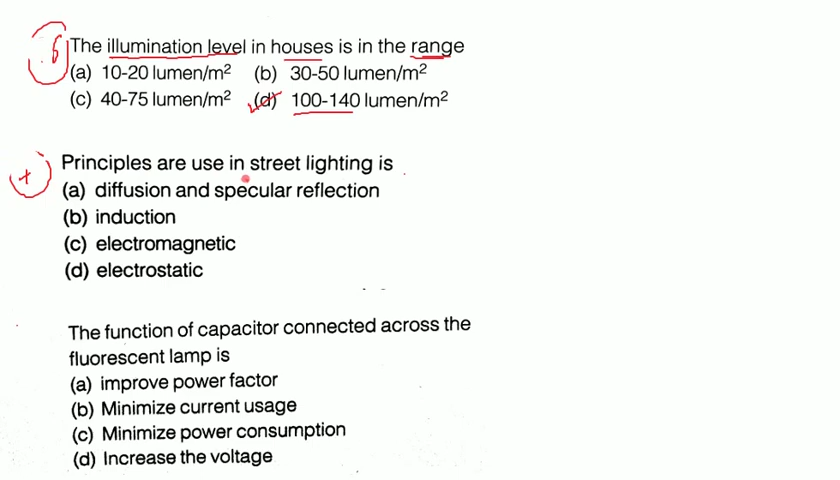 6 The illumination level in houses is in the range
(a) 10-20 lumen/m² (b) 30-50 lumen/m²
(c) 40-75 lumen/m² (d) 100-140 lumen/m²
Principles are use in street lighting is
(a) diffusion and specular reflection
(b) induction
(c) electromagnetic
(d) electrostatic
The function of capacitor connected across the
fluorescent lamp is
(a) improve power factor
(b) Minimize current usage
(c) Minimize power consumption
(d) Increase the voltage